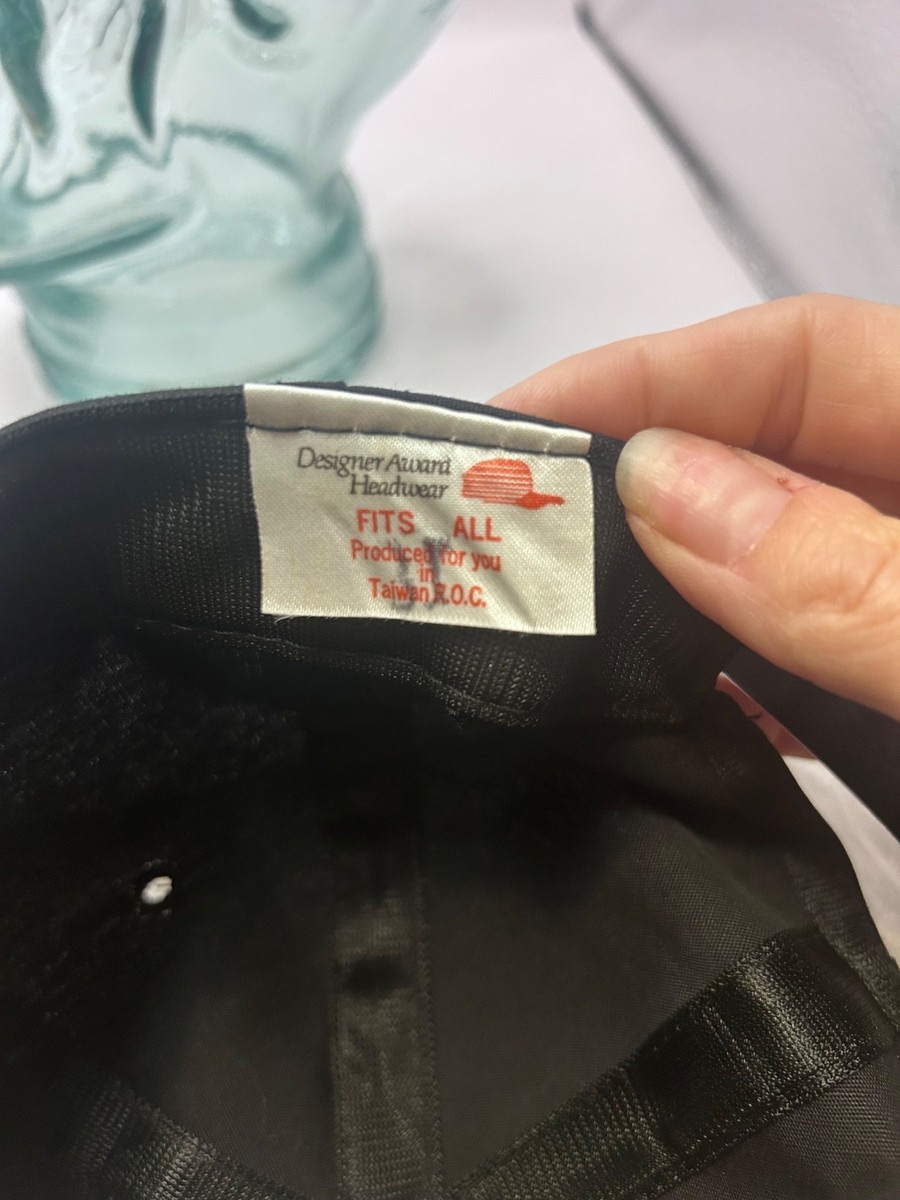 Designer Award
Headwear
FITS ALL
Produced for you
in
Taiwan R.O.C.